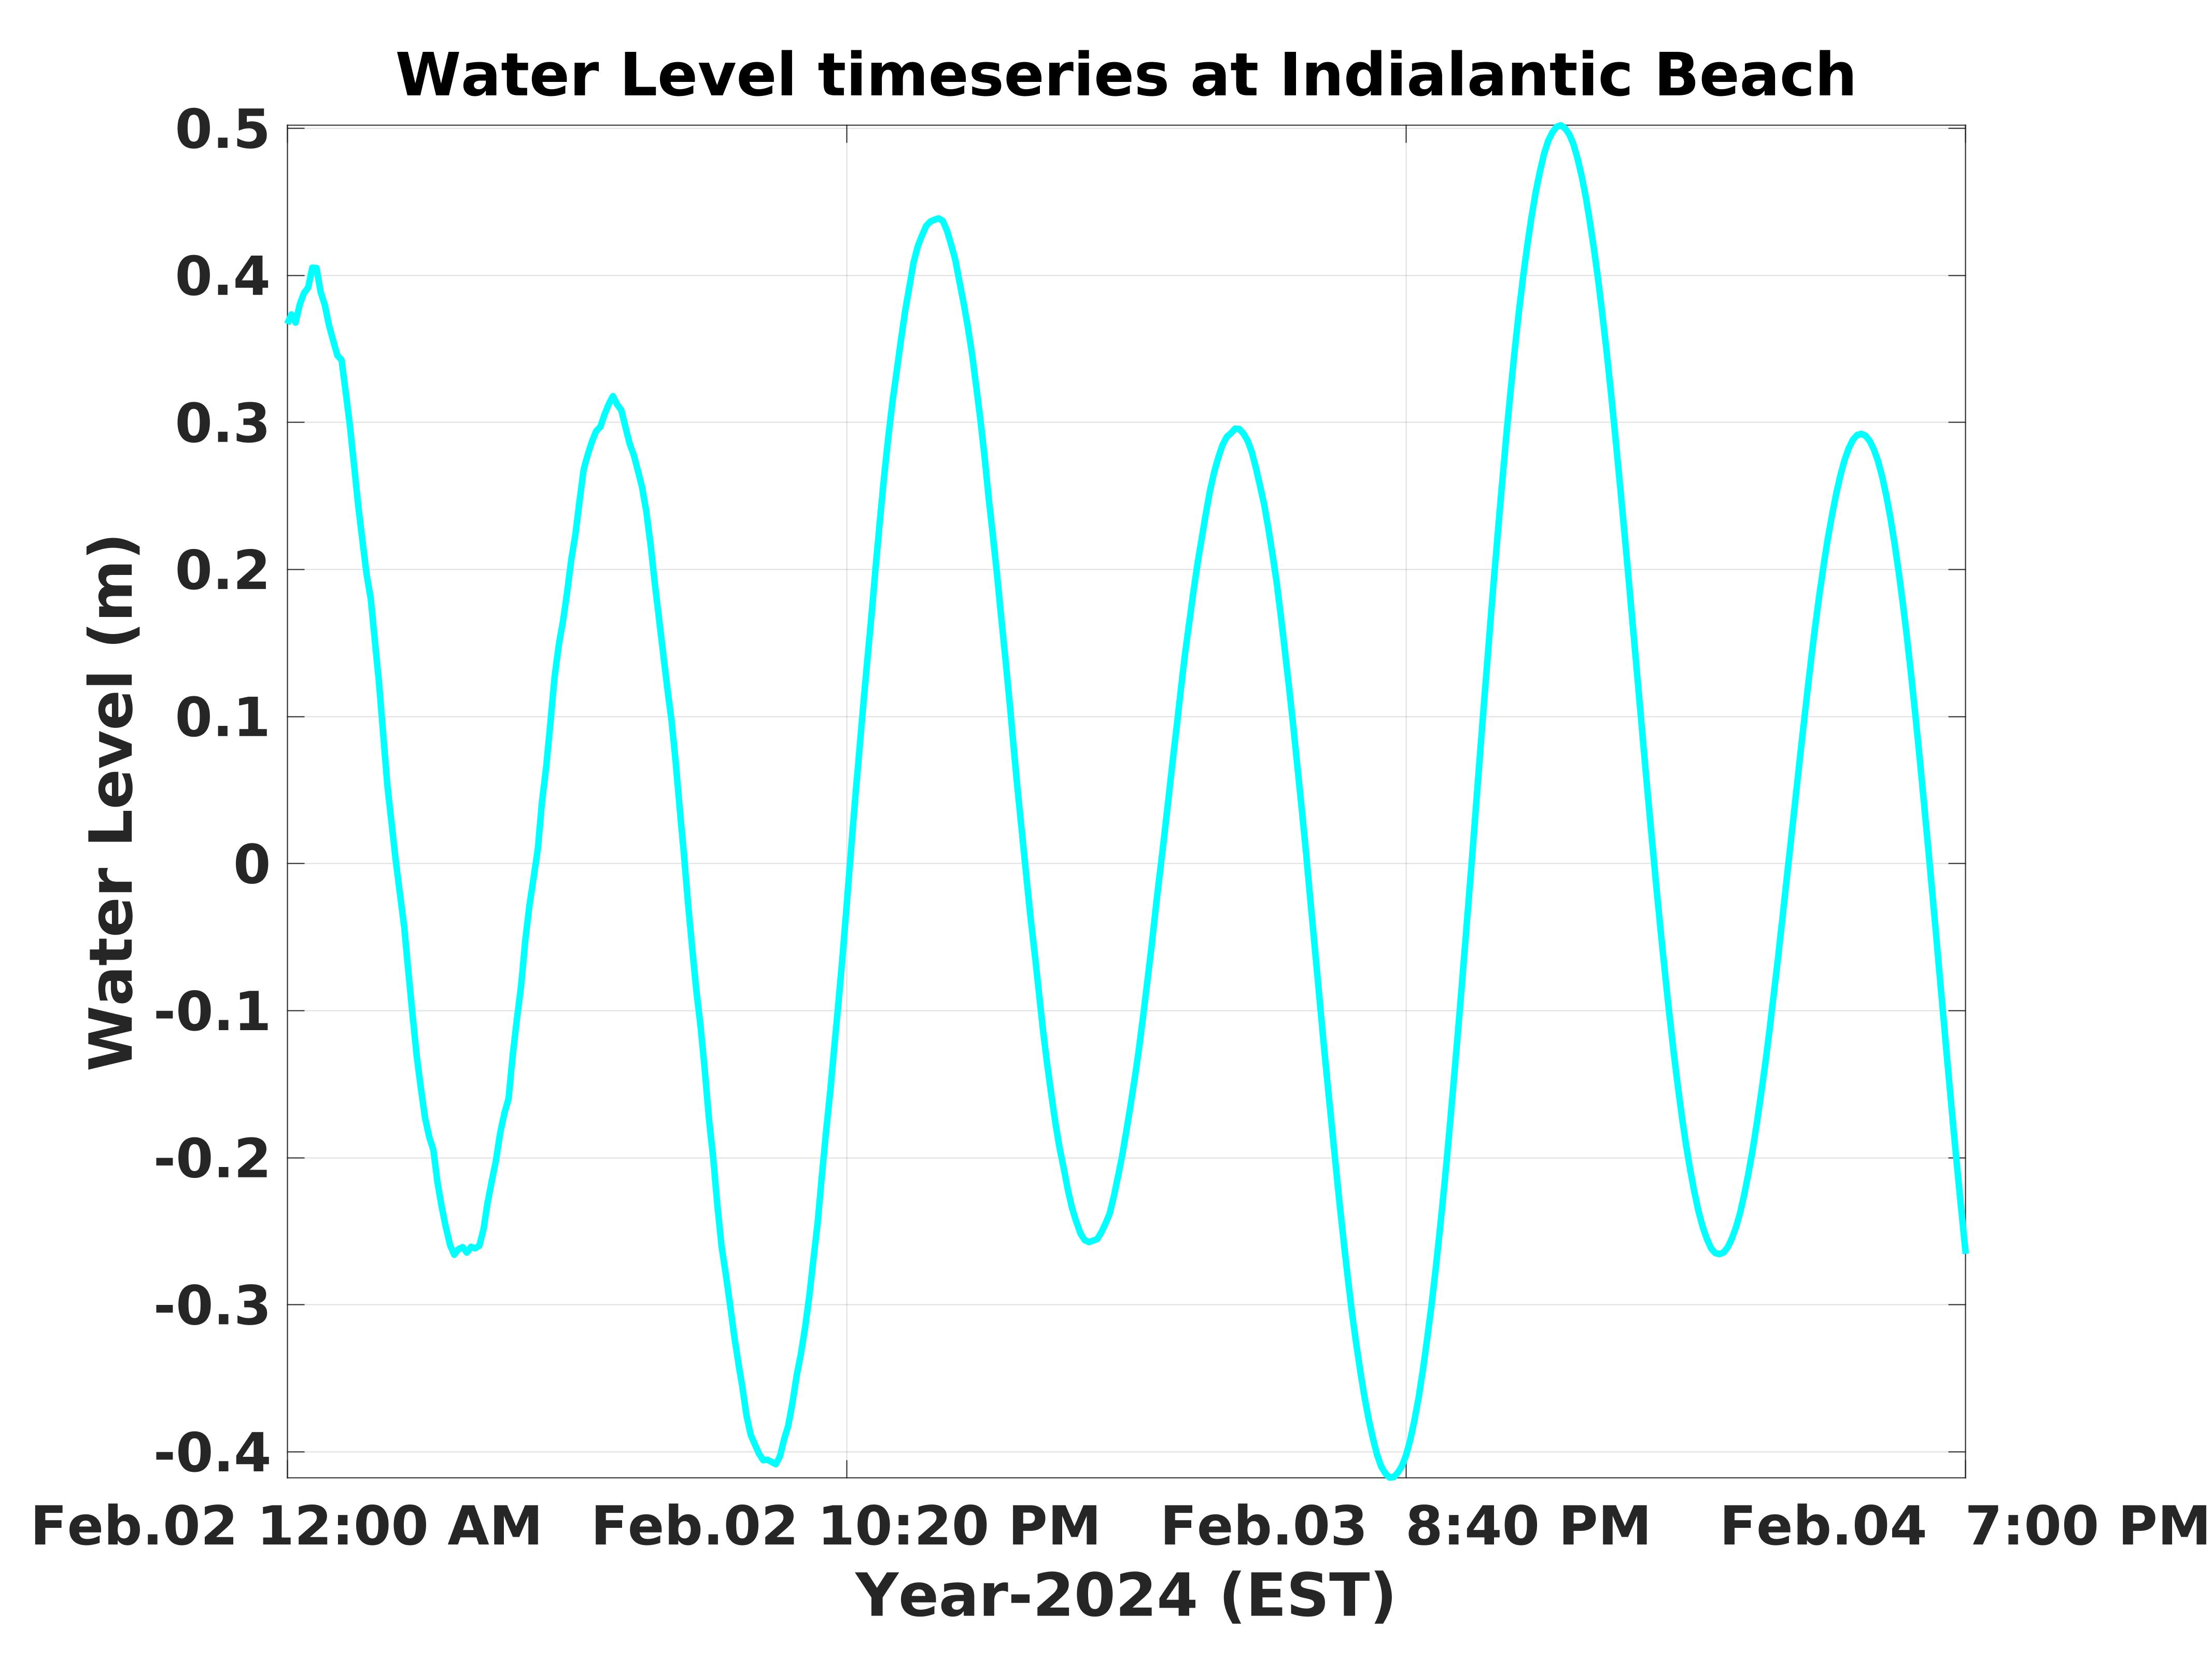 Water Level timeseries at Indialantic Beach
0.5
0.4
0.3
0.2
0.1
0
-0.1
-0.2
-0.3
-0.4
Water Level (m)
Feb.02 12:00 AM Feb.02 10:20 PM Feb.03 8:40 PM Feb.04 7:00 PM
Year-2024 (EST)